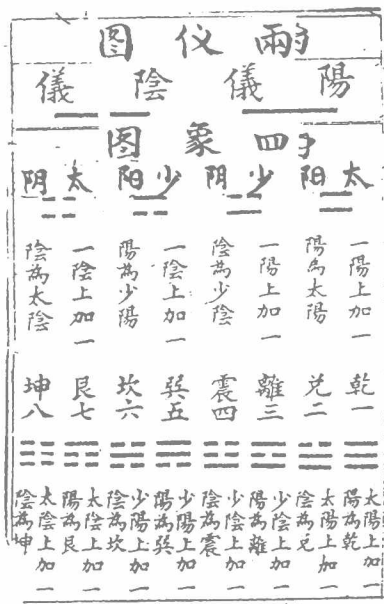 兩仪图
陽儀
陰儀
四象图
太阳
少阴
少阳
太阴
一陽上加一
陽為太陽
一陽上加一
陰為少陰
一陰上加一
陽為少陽
一陰上加一
陰為太陰
乾一
兌二
離三
震四
巽五
坎六
艮七
坤八
太陽上加一
陽為乾
太陽上加一
陰為兌
少陰上加一
陽為離
少陰上加一
陰為震
少陽上加一
陽為巽
少陽上加一
陰為坎
太陰上加一
陽為艮
太陰上加一
陰為坤